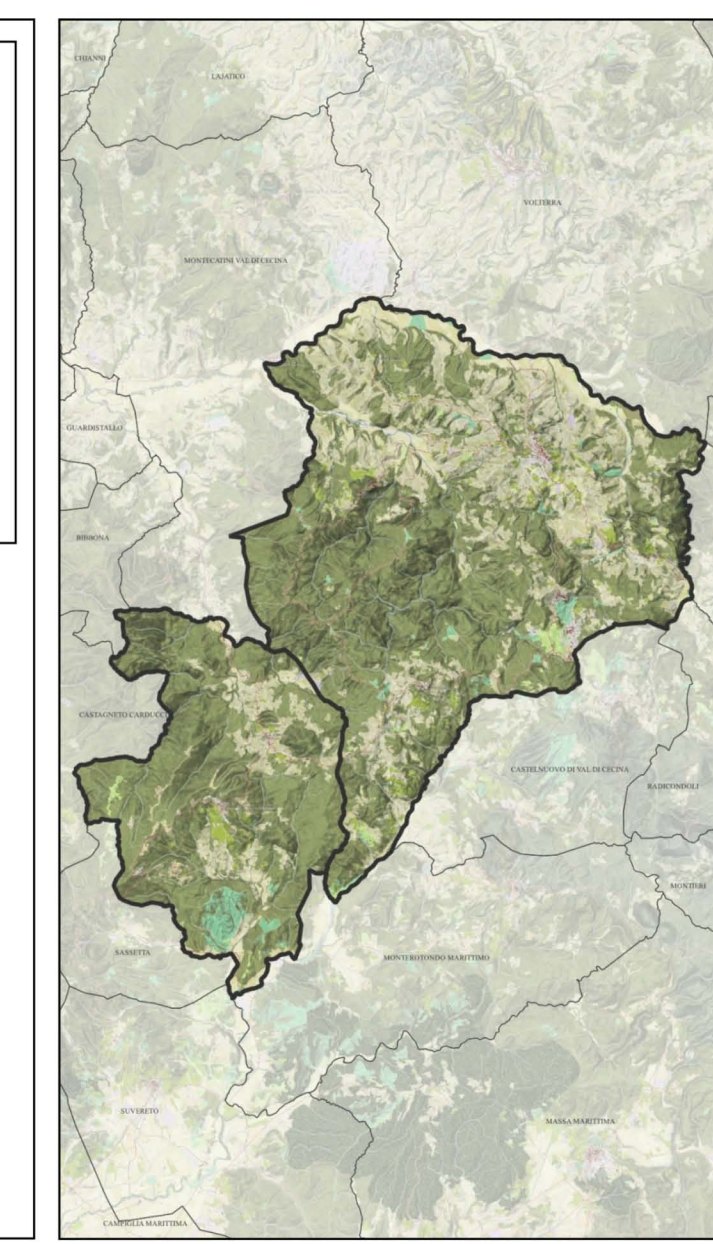 CHIANNI
LAJATICO
VOLTERRA
MONTECATINI VAL DI CECINA
GUARDISTALLO
BIBBONA
CASTAGNETO CARDUCC
CASTELNUOVO DI VAL DI CECINA
RADICONDOLI
MONTIERI
SASSETTA
MONTEROTONDO MARITTIMO
SUVERETO
MASSA MARITTIMA
CAMPIGLIA MARITTIMA